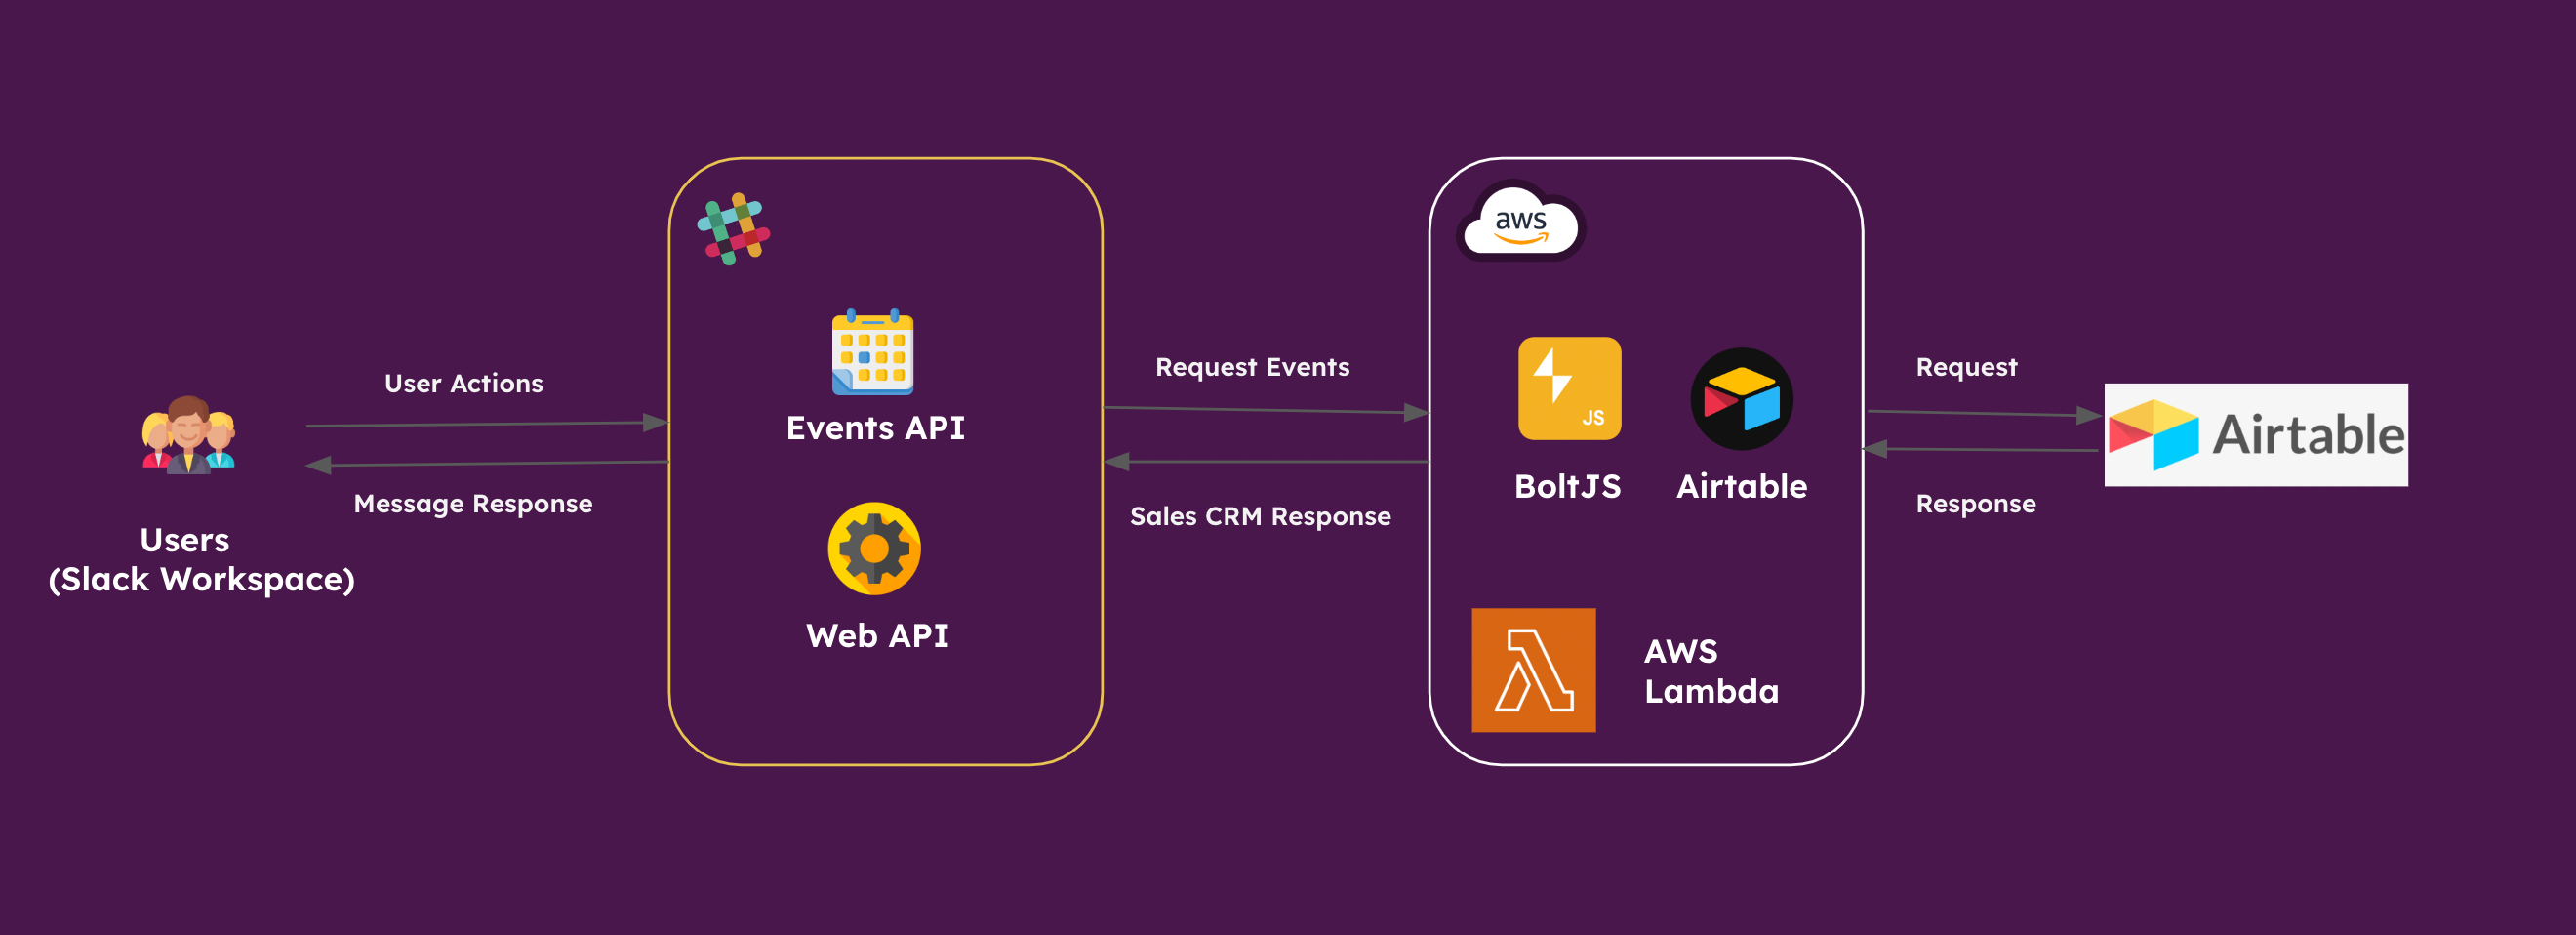 User Actions
Message Response
Users
(Slack Workspace)
Events API
Web API
Request Events
Sales CRM Response
aws
JS
BoltJS
Airtable
AWS
Lambda
Request
Response
Airtable